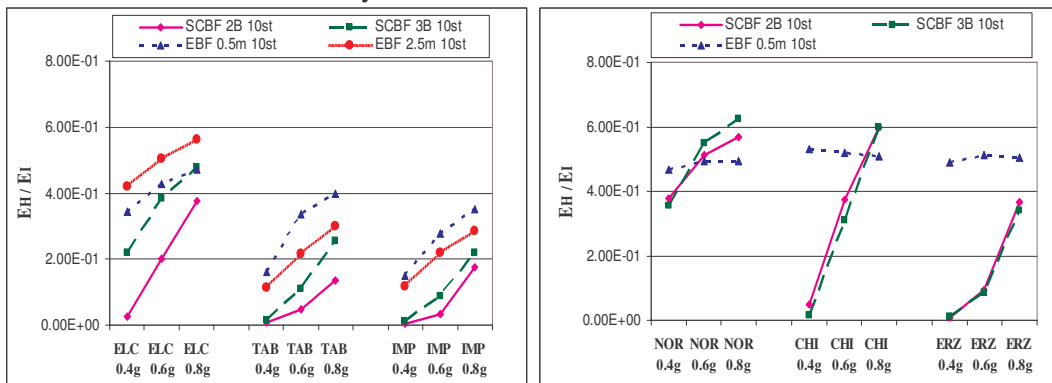 SCBF 2B 10st SCBF 3B 10st
EBF 0.5m 10st EBF 2.5m 10st
8.00E-01
6.00E-01
4.00E-01
2.00E-01
0.00E+00
EH / EI
ELC ELC ELC TAB TAB TAB IMP IMP IMP
0.4g 0.6g 0.8g 0.4g 0.6g 0.8g 0.4g 0.6g 0.8g
SCBF 2B 10st SCBF 3B 10st
EBF 0.5m 10st
8.00E-01
6.00E-01
4.00E-01
2.00E-01
0.00E+00
EH / EI
NOR NOR NOR CHI CHI CHI ERZ ERZ ERZ
0.4g 0.6g 0.8g 0.4g 0.6g 0.8g 0.4g 0.6g 0.8g